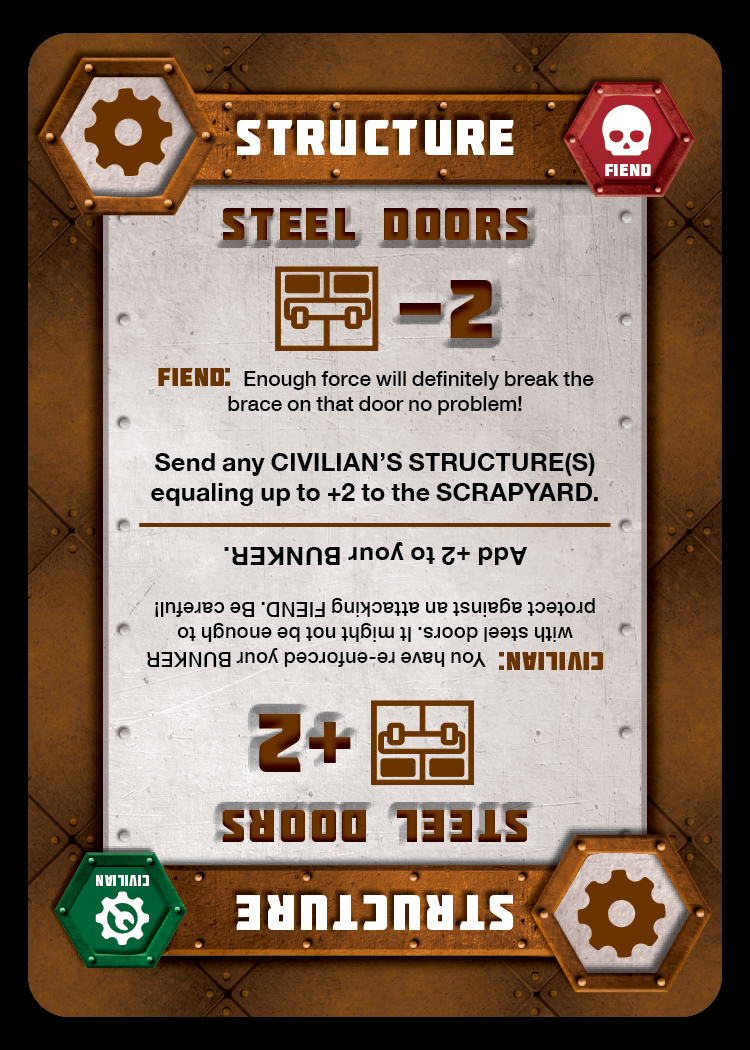 STRUCTURE
FIEND
STEEL DOORS
-2
FIEND: Enough force will definitely break the
brace on that door no problem!
Send any CIVILIAN’S STRUCTURE(S)
equaling up to +2 to the SCRAPYARD.
STRUCTURE
CIVILIAN
STEEL DOORS
+2
CIVILIAN: You have re-enforced your BUNKER
with steel doors. It might not be enough to
protect against an attacking FIEND. Be careful!
Add +2 to your BUNKER.